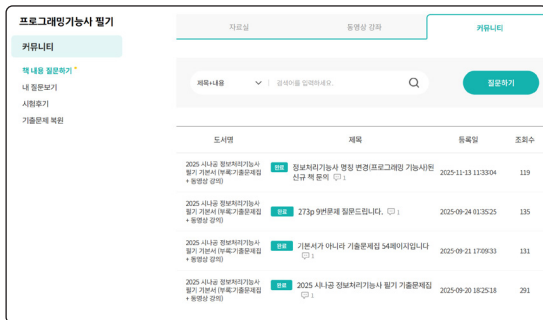 프로그래밍기능사 필기
커뮤니티
책 내용 질문하기
내 질문보기
시험후기
기출문제 복원
자료실
동영상 강좌
커뮤니티
제목+내용
검색어를 입력하세요.
질문하기
도서명 제목 등록일 조회수
2025 시나공 정보처리기능사
필기 기본서 (부록:기출문제집
+ 동영상 강의)
완료 정보처리기능사 명칭 변경(프로그래밍 기능사)된
신규 책 문의 1
2025-11-13 11:33:04
119
2025 시나공 정보처리기능사
필기 기본서 (부록:기출문제집
+ 동영상 강의)
완료 273p 9번문제 질문드립니다. 1
2025-09-24 01:35:25
135
2025 시나공 정보처리기능사
필기 기본서 (부록:기출문제집
+ 동영상 강의)
완료 기본서가 아니라 기출문제집 54페이지입니다
1
2025-09-21 17:09:33
131
2025 시나공 정보처리기능사
필기 기본서 (부록:기출문제집
+ 동영상 강의)
완료 2025 시나공 정보처리기능사 필기 기출문제집
1
2025-09-20 18:25:18
291